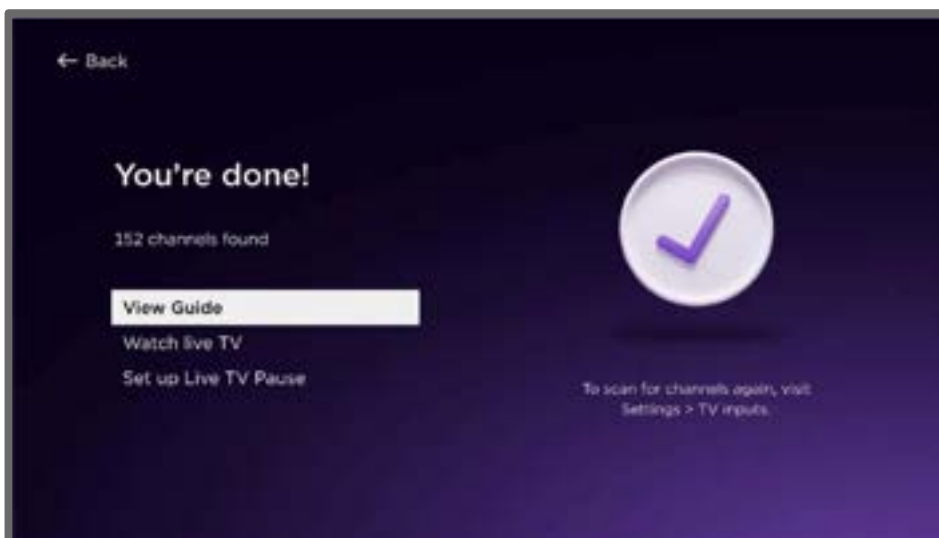 ← Back
You're done!
152 channels found
View Guide
Watch live TV
Set up Live TV Pause
To scan for channels again, visit
Settings > TV inputs.